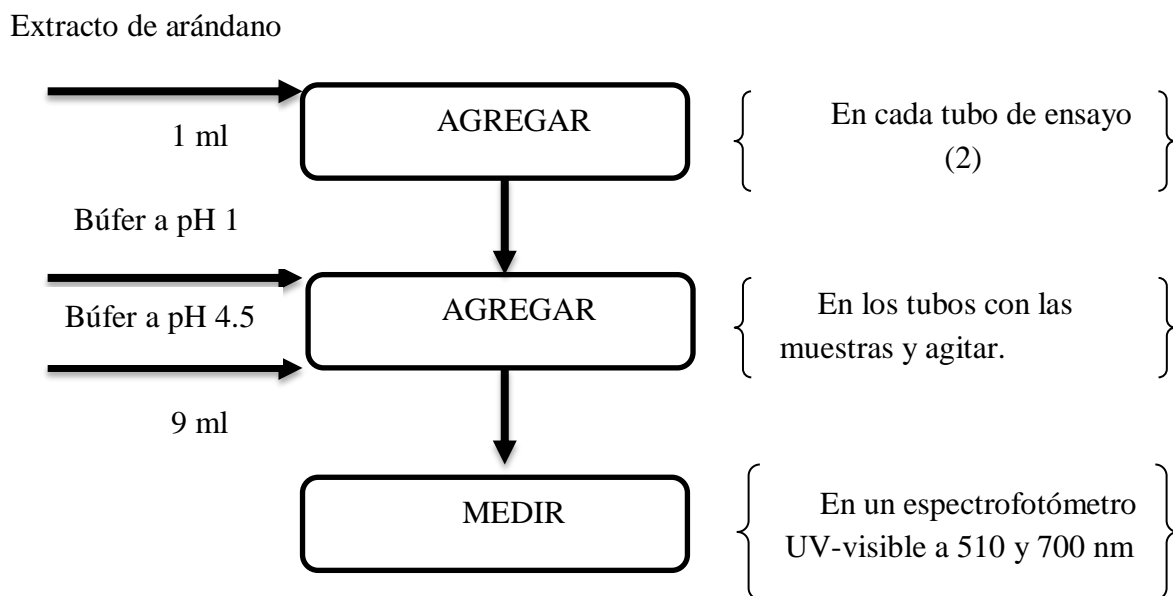 Extracto de arándano
AGREGAR
1 ml
En cada tubo de ensayo
(2)
Búfer a pH 1
Búfer a pH 4.5
AGREGAR
9 ml
En los tubos con las
muestras y agitar.
MEDIR
En un espectrofotómetro
UV-visible a 510 y 700 nm